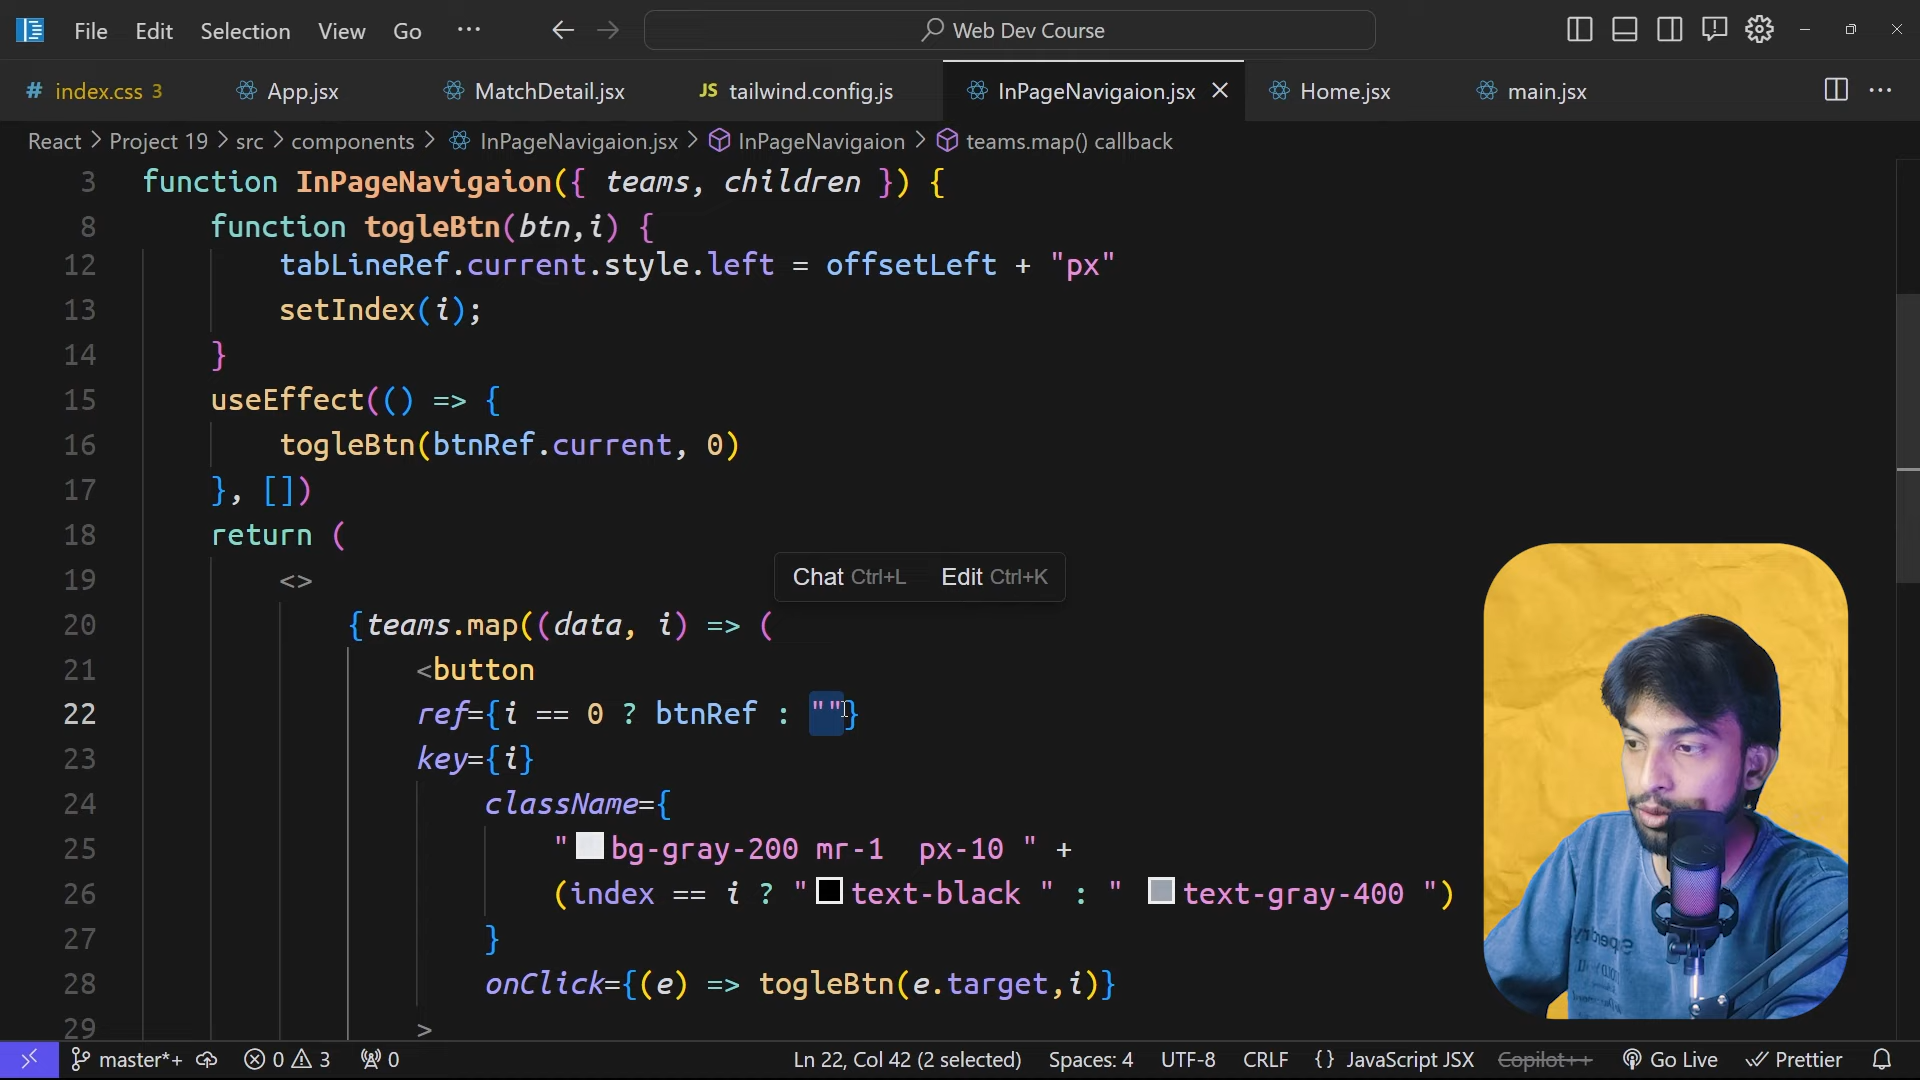 File Edit Selection View Go ··· Web Dev Course
# index.css 3 App.jsx MatchDetail.jsx JS tailwind.config.js InPageNavigaion.jsx Home.jsx main.jsx ···
React > Project 19 > src > components > InPageNavigaion.jsx > InPageNavigaion > teams.map() callback
3 function InPageNavigaion({ teams, children }) {
8 function togleBtn(btn,i) {
12 tabLineRef.current.style.left = offsetLeft + "px"
13 setIndex(i);
14 }
15 useEffect(() => {
16 togleBtn(btnRef.current, 0)
17 }, [])
18 return (
Chat Ctrl+L Edit Ctrl+K
19 <>
20 {teams.map((data, i) => (
21 <button
22 ref={i == 0 ? btnRef : ""}
23 key={i}
24 className={
25 "bg-gray-200 mr-1  px-10 " +
26 (index == i ? "text-black " : " text-gray-400 ")
27 }
28 onClick={(e) => togleBtn(e.target,i)}
29 >
master*+ 0 3 0 Ln 22, Col 42 (2 selected) Spaces: 4 UTF-8 CRLF {} JavaScript JSX Copilot++ Go Live Prettier